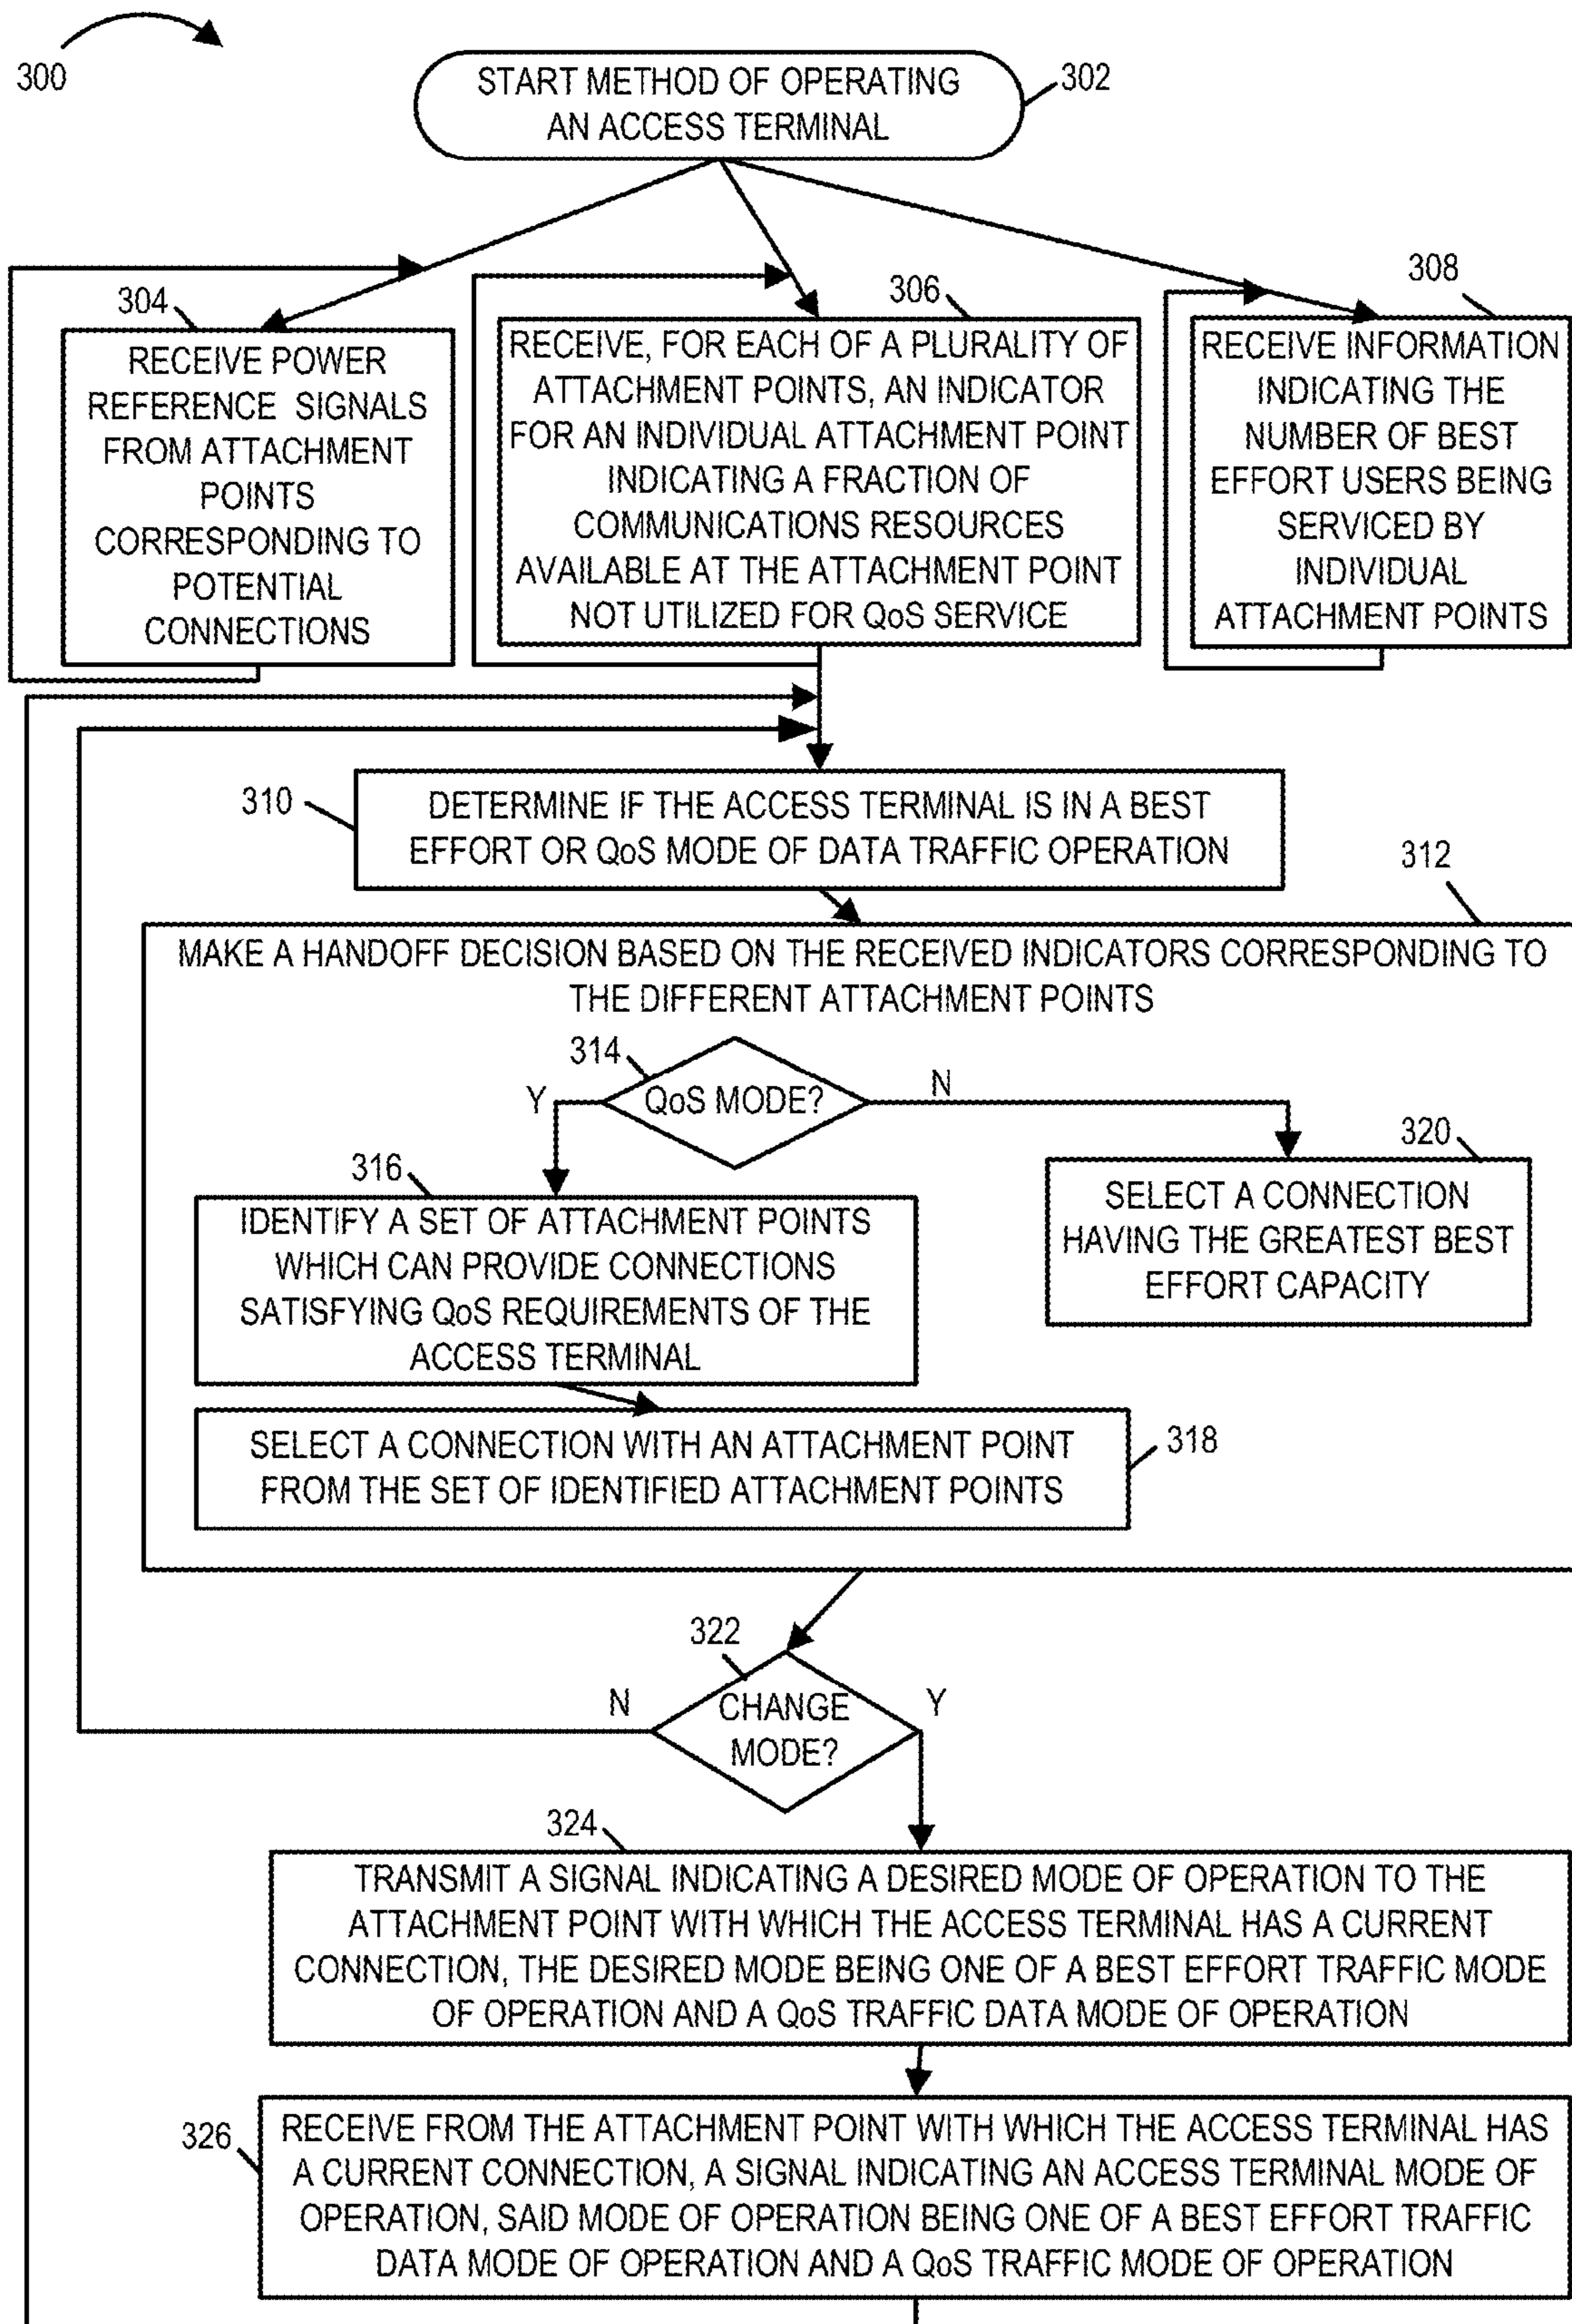 300
START METHOD OF OPERATING
AN ACCESS TERMINAL
302
304
RECEIVE POWER
REFERENCE SIGNALS
FROM ATTACHMENT
POINTS
CORRESPONDING TO
POTENTIAL
CONNECTIONS
306
RECEIVE, FOR EACH OF A PLURALITY OF
ATTACHMENT POINTS, AN INDICATOR
FOR AN INDIVIDUAL ATTACHMENT POINT
INDICATING A FRACTION OF
COMMUNICATIONS RESOURCES
AVAILABLE AT THE ATTACHMENT POINT
NOT UTILIZED FOR QoS SERVICE
308
RECEIVE INFORMATION
INDICATING THE
NUMBER OF BEST
EFFORT USERS BEING
SERVICED BY
INDIVIDUAL
ATTACHMENT POINTS
310
DETERMINE IF THE ACCESS TERMINAL IS IN A BEST
EFFORT OR QoS MODE OF DATA TRAFFIC OPERATION
312
MAKE A HANDOFF DECISION BASED ON THE RECEIVED INDICATORS CORRESPONDING TO
THE DIFFERENT ATTACHMENT POINTS
314
Y
QoS MODE?
N
316
IDENTIFY A SET OF ATTACHMENT POINTS
WHICH CAN PROVIDE CONNECTIONS
SATISFYING QoS REQUIREMENTS OF THE
ACCESS TERMINAL
320
SELECT A CONNECTION
HAVING THE GREATEST BEST
EFFORT CAPACITY
SELECT A CONNECTION WITH AN ATTACHMENT POINT
FROM THE SET OF IDENTIFIED ATTACHMENT POINTS
318
322
N
CHANGE
MODE?
Y
324
TRANSMIT A SIGNAL INDICATING A DESIRED MODE OF OPERATION TO THE
ATTACHMENT POINT WITH WHICH THE ACCESS TERMINAL HAS A CURRENT
CONNECTION, THE DESIRED MODE BEING ONE OF A BEST EFFORT TRAFFIC MODE
OF OPERATION AND A QoS TRAFFIC DATA MODE OF OPERATION
326
RECEIVE FROM THE ATTACHMENT POINT WITH WHICH THE ACCESS TERMINAL HAS
A CURRENT CONNECTION, A SIGNAL INDICATING AN ACCESS TERMINAL MODE OF
OPERATION, SAID MODE OF OPERATION BEING ONE OF A BEST EFFORT TRAFFIC
DATA MODE OF OPERATION AND A QoS TRAFFIC MODE OF OPERATION